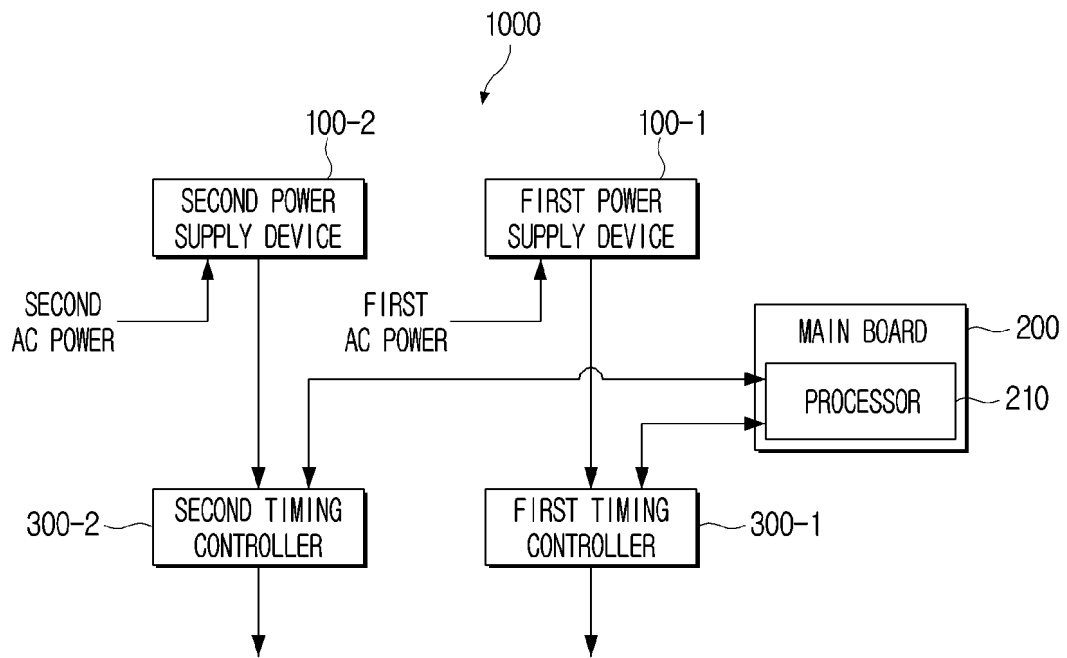 1000
100-2
100-1
SECOND POWER
SUPPLY DEVICE
FIRST POWER
SUPPLY DEVICE
SECOND
AC POWER
FIRST
AC POWER
MAIN BOARD
200
PROCESSOR
210
300-2
SECOND TIMING
CONTROLLER
FIRST TIMING
CONTROLLER
300-1